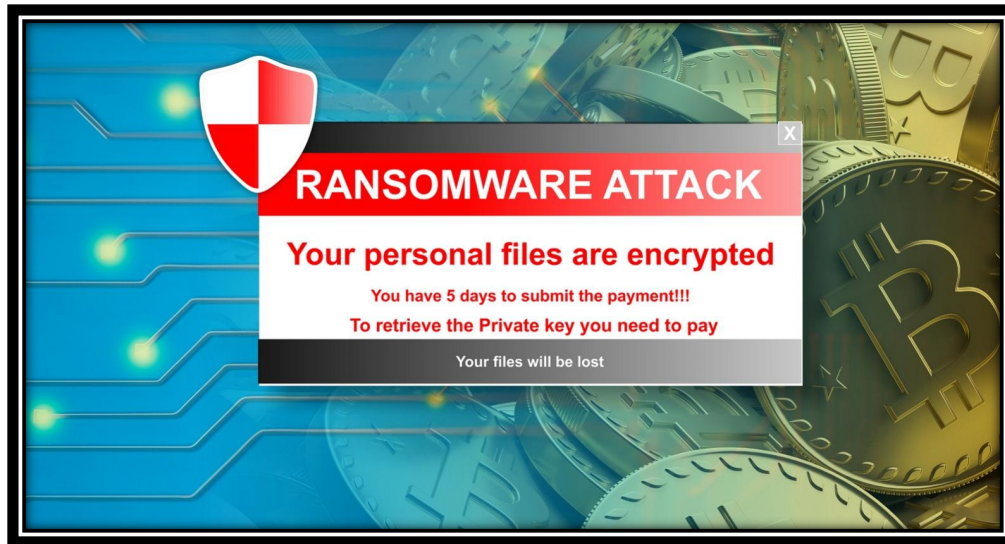 X
RANSOMWARE ATTACK
Your personal files are encrypted
You have 5 days to submit the payment!!!
To retrieve the Private key you need to pay
Your files will be lost